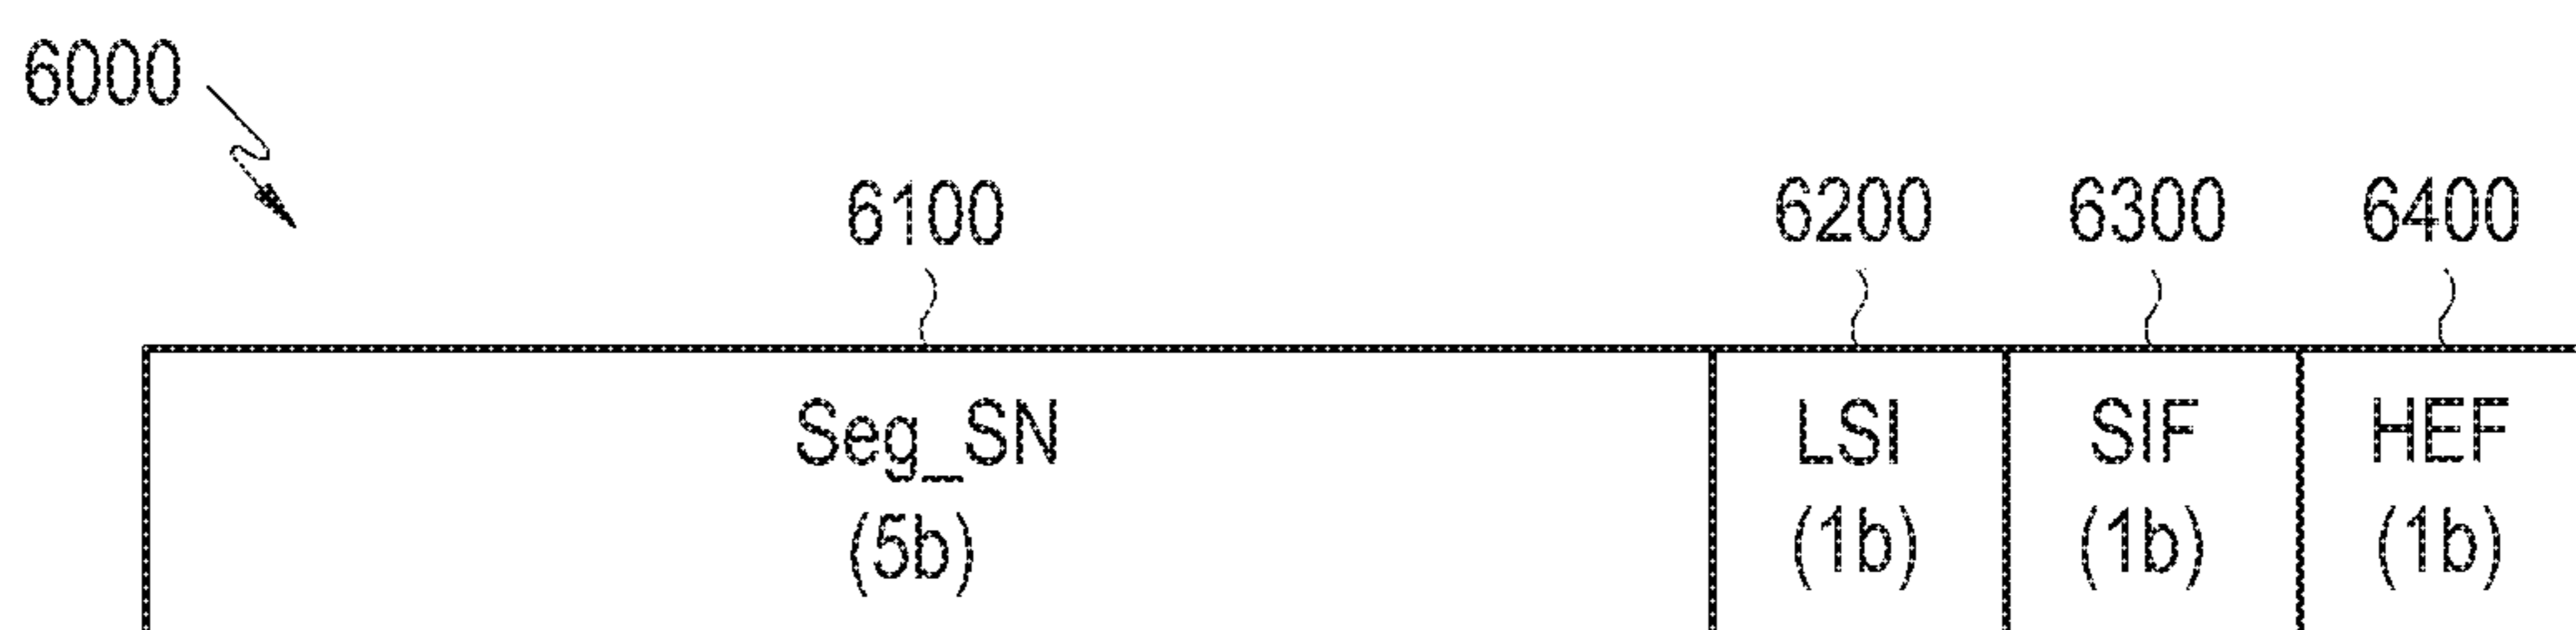 6000
6100 6200 6300 6400
Seg_SN LSI SIF HEF
(5b) (1b) (1b) (1b)